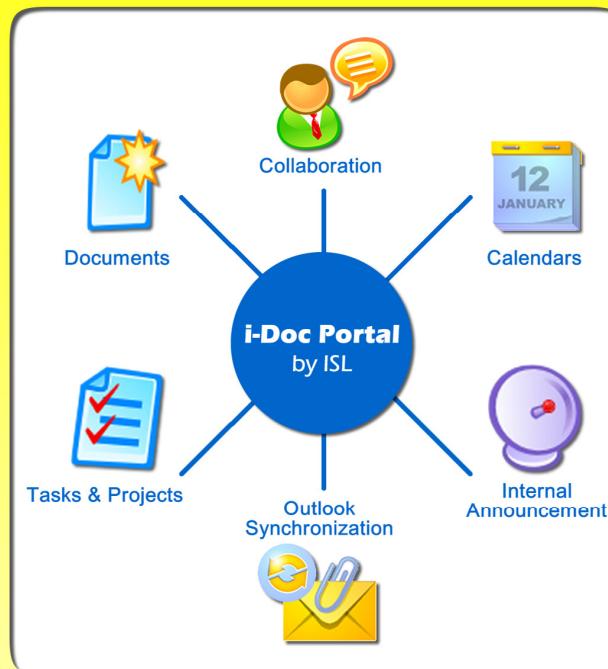 Collaboration
12
JANUARY
Documents
Calendars
i-Doc Portal
by ISL
Tasks & Projects
Internal
Announcement
Outlook
Synchronization